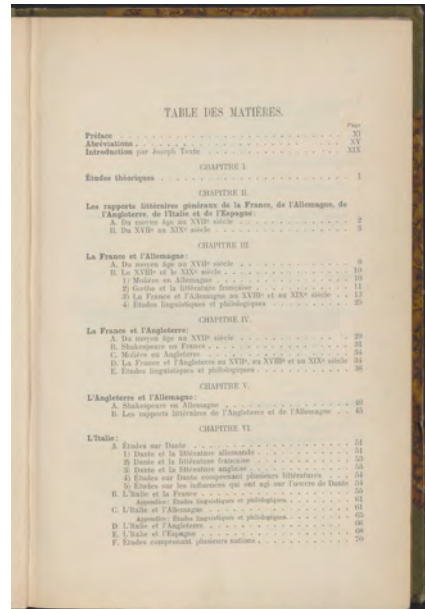 TABLE DES MATIÈRES.
Page
Préface . . . . . . . . . . . . . . . . . . . . XI
Abréviations . . . . . . . . . . . . . . . . . . . . XV
Introduction par Joseph Texte . . . . . . . . . . . . XIX
CHAPITRE I.
Études théoriques . . . . . . . . . . . . . . . . . . 1
CHAPITRE II.
Les rapports littéraires généraux de la France, de l'Allemagne, de
l'Angleterre, de l'Italie et de l'Espagne:
A. Du moyen âge au XVIIe siècle . . . . . . . . . . . 2
B. Du XVIIe au XIXe siècle . . . . . . . . . . . . . 3
CHAPITRE III.
La France et l'Allemagne:
A. Du moyen âge au XVIIe siècle . . . . . . . . . . . 9
B. Le XVIIIe et le XIXe siècle . . . . . . . . . . . 10
1) Molière en Allemagne . . . . . . . . . . . . . 10
2) Gœthe et la littérature française . . . . . . . . 11
3) La France et l'Allemagne au XVIIIe et au XIXe siècle . . 13
4) Études linguistiques et philologiques . . . . . .
CHAPITRE IV.
La France et l'Angleterre:
A. Du moyen âge au XVIIe siècle . . . . . . . . . . . 29
B. Shakespeare en France . . . . . . . . . . . . . . 31
C. Molière en Angleterre . . . . . . . . . . . . . . 34
D. La France et l'Angleterre au XVIIe, au XVIIIe et au XIXe siècle 34
E. Études linguistiques et philologiques . . . . . . 38
CHAPITRE V.
L'Angleterre et l'Allemagne:
A. Shakespeare en Allemagne . . . . . . . . . . . . . 40
B. Les rapports littéraires de l'Angleterre et de l'Allemagne . . 45
CHAPITRE VI.
L'Italie:
A. Études sur Dante . . . . . . . . . . . . . . . . . 51
1) Dante et la littérature allemande . . . . . . . . 51
2) Dante et la littérature française . . . . . . . . 53
3) Dante et la littérature anglaise . . . . . . . . 53
4) Études sur Dante comprenant plusieurs littératures . . . 54
5) Études sur les influences qui ont agi sur l'œuvre de Dante 54
B. L'Italie et la France . . . . . . . . . . . . . . 55
Appendice: Études linguistiques et philologiques . . . . 61
C. L'Italie et l'Allemagne . . . . . . . . . . . . . 61
Appendice: Études linguistiques et philologiques . . . . 65
D. L'Italie et l'Angleterre . . . . . . . . . . . . . 66
E. L'Italie et l'Espagne . . . . . . . . . . . . . . 68
F. Études comprenant plusieurs nations . . . . . . . 70